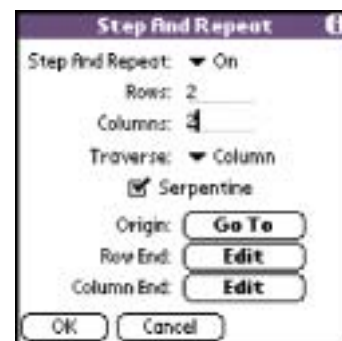 Step And Repeat i
Step And Repeat: On
Rows: 2
Columns: 2
Traverse: Column
Serpentine
Origin: Go To
Row End: Edit
Column End: Edit
OK Cancel